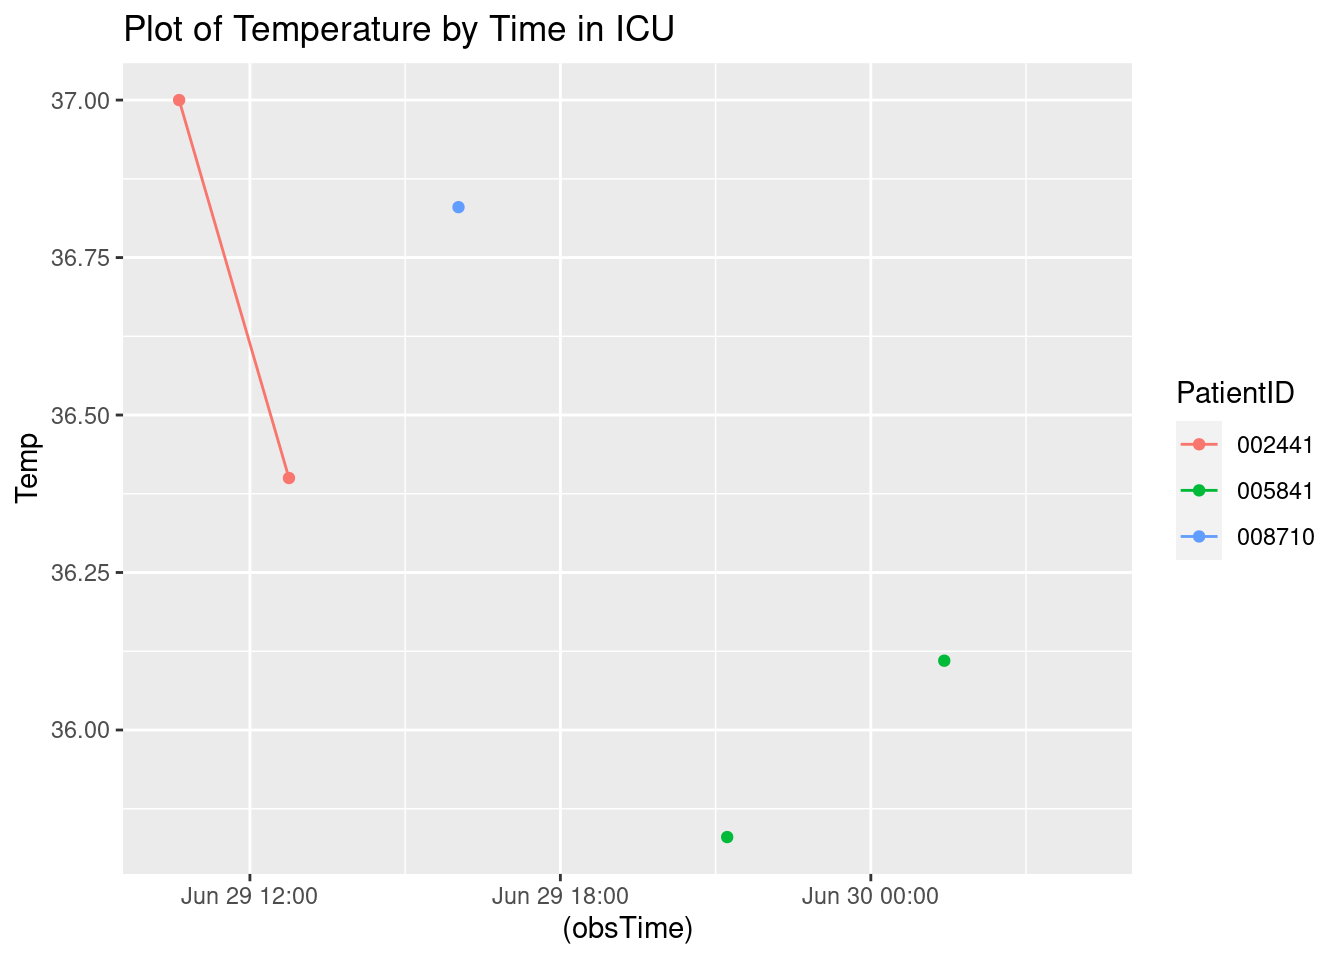 Plot of Temperature by Time in ICU
37.00
36.75
36.50
36.25
36.00
Temp
Jun 29 12:00
Jun 29 18:00
Jun 30 00:00
(obsTime)
PatientID
002441
005841
008710